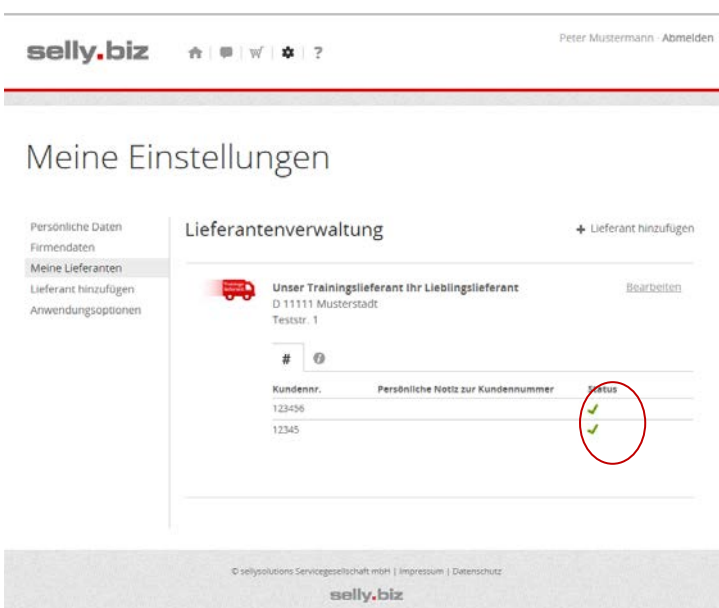 Peter Mustermann · Abmelden
selly.biz
?
Meine Einstellungen
Persönliche Daten
Firmendaten
Meine Lieferanten
Lieferant hinzufügen
Anwendungsoptionen
Lieferantenverwaltung
+ Lieferant hinzufügen
Unser Trainingslieferant Ihr Lieblingslieferant
Bearbeiten
D 11111 Musterstadt
Teststr. 1
# i
Kundennr. Persönliche Notiz zur Kundennummer Status
123456
12345
© sellysolutions Servicegesellschaft mbH | Impressum | Datenschutz
selly.biz